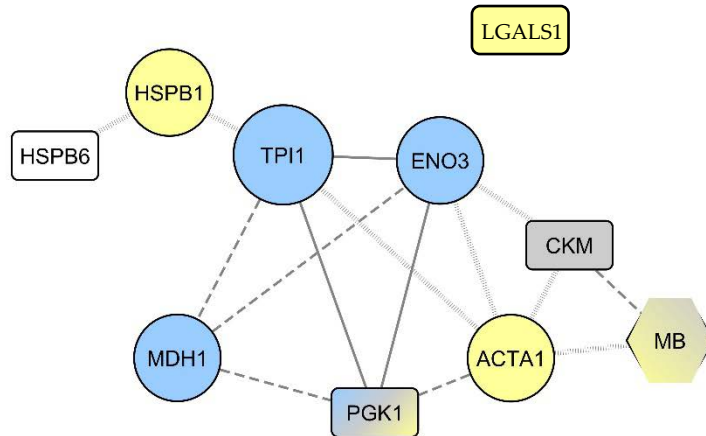 LGALS1
HSPB1
HSPB6
TPI1
ENO3
CKM
MB
MDH1
ACTA1
PGK1